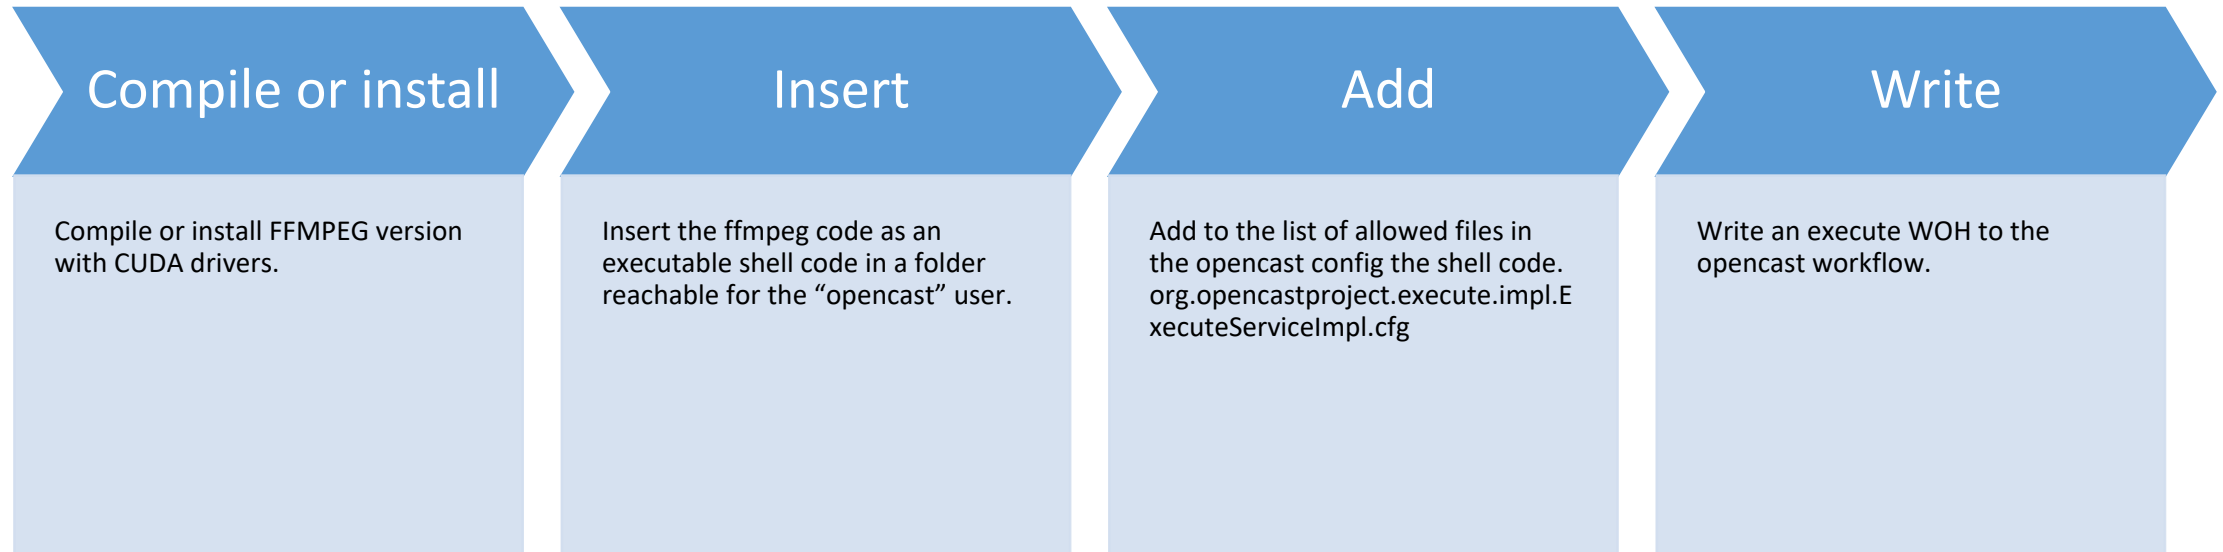 Compile or install
Insert
Add
Write
Compile or install FFMPEG version
with CUDA drivers.
Insert the ffmpeg code as an
executable shell code in a folder
reachable for the “opencast” user.
Add to the list of allowed files in
the opencast config the shell code.
org.opencastproject.execute.impl.E
xecuteServiceImpl.cfg
Write an execute WOH to the
opencast workflow.